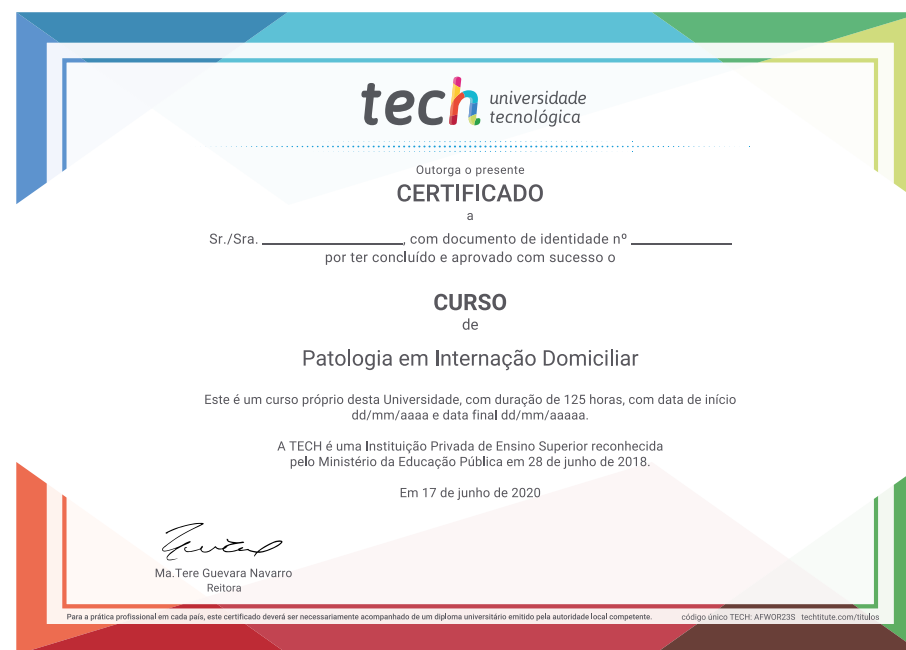 tech universidade
tecnológica
Outorga o presente
CERTIFICADO
a
Sr./Sra. ________________, com documento de identidade nº ____________
por ter concluído e aprovado com sucesso o
CURSO
de
Patologia em Internação Domiciliar
Este é um curso próprio desta Universidade, com duração de 125 horas, com data de início
dd/mm/aaaa e data final dd/mm/aaaaa.
A TECH é uma Instituição Privada de Ensino Superior reconhecida
pelo Ministério da Educação Pública em 28 de junho de 2018.
Em 17 de junho de 2020
Ma.Tere Guevara Navarro
Reitora
Para a prática profissional em cada país, este certificado deverá ser necessariamente acompanhado de um diploma universitário emitido pela autoridade local competente. código único TECH: AFWOR23S techtitute.com/titulos